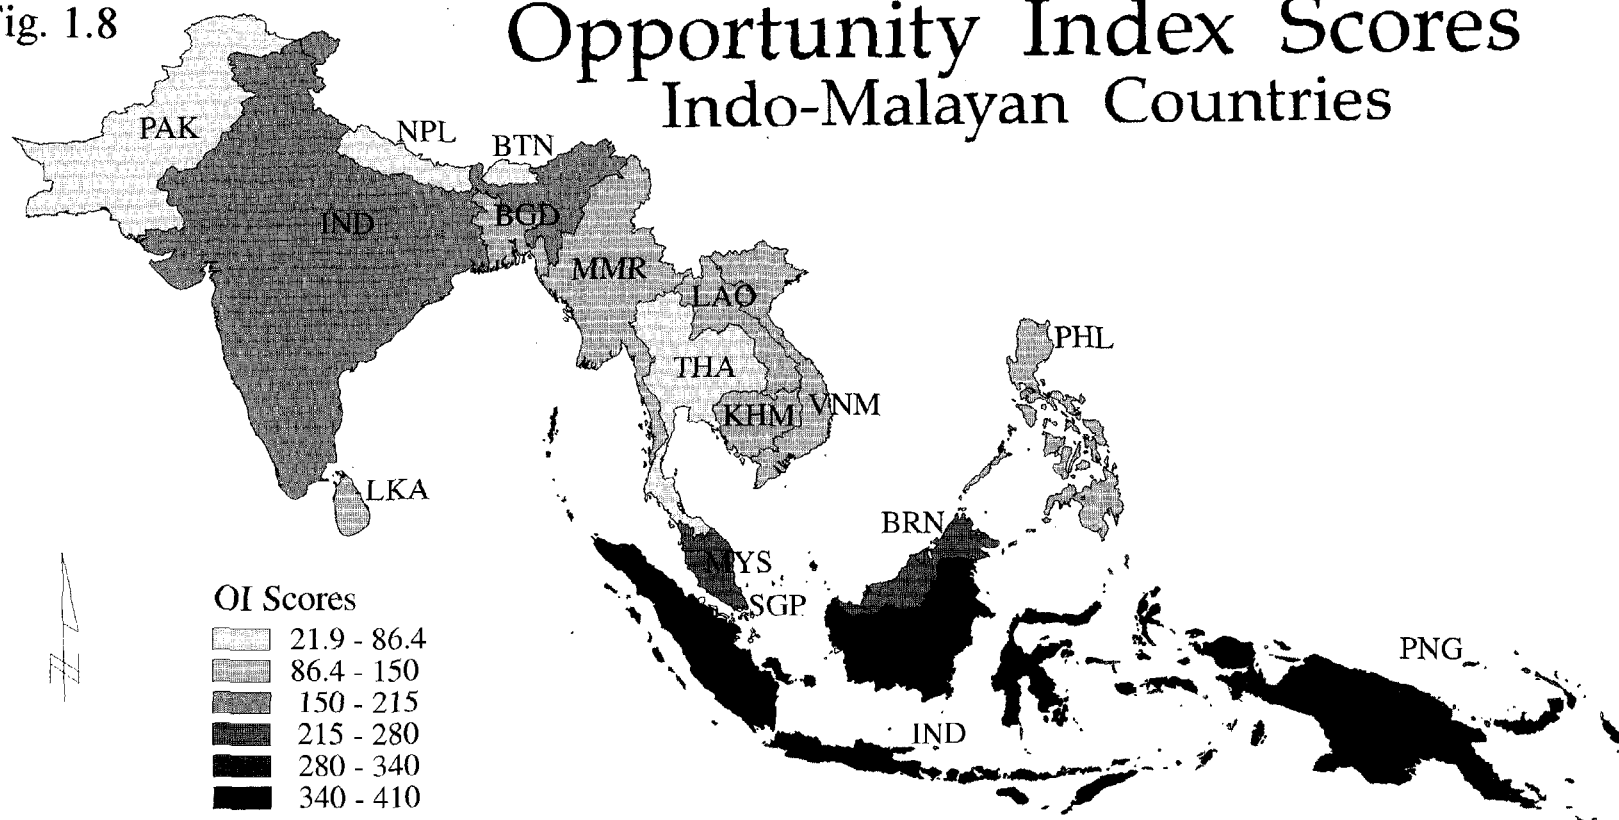 ig. 1.8
Opportunity Index Scores
Indo-Malayan Countries
PAK
NPL
BTN
IND
BGD
MMR
LAO
THA
KHM
VNM
PHL
LKA
BRN
MYS
SGP
PNG
IND
OI Scores
21.9 - 86.4
86.4 - 150
150 - 215
215 - 280
280 - 340
340 - 410
N